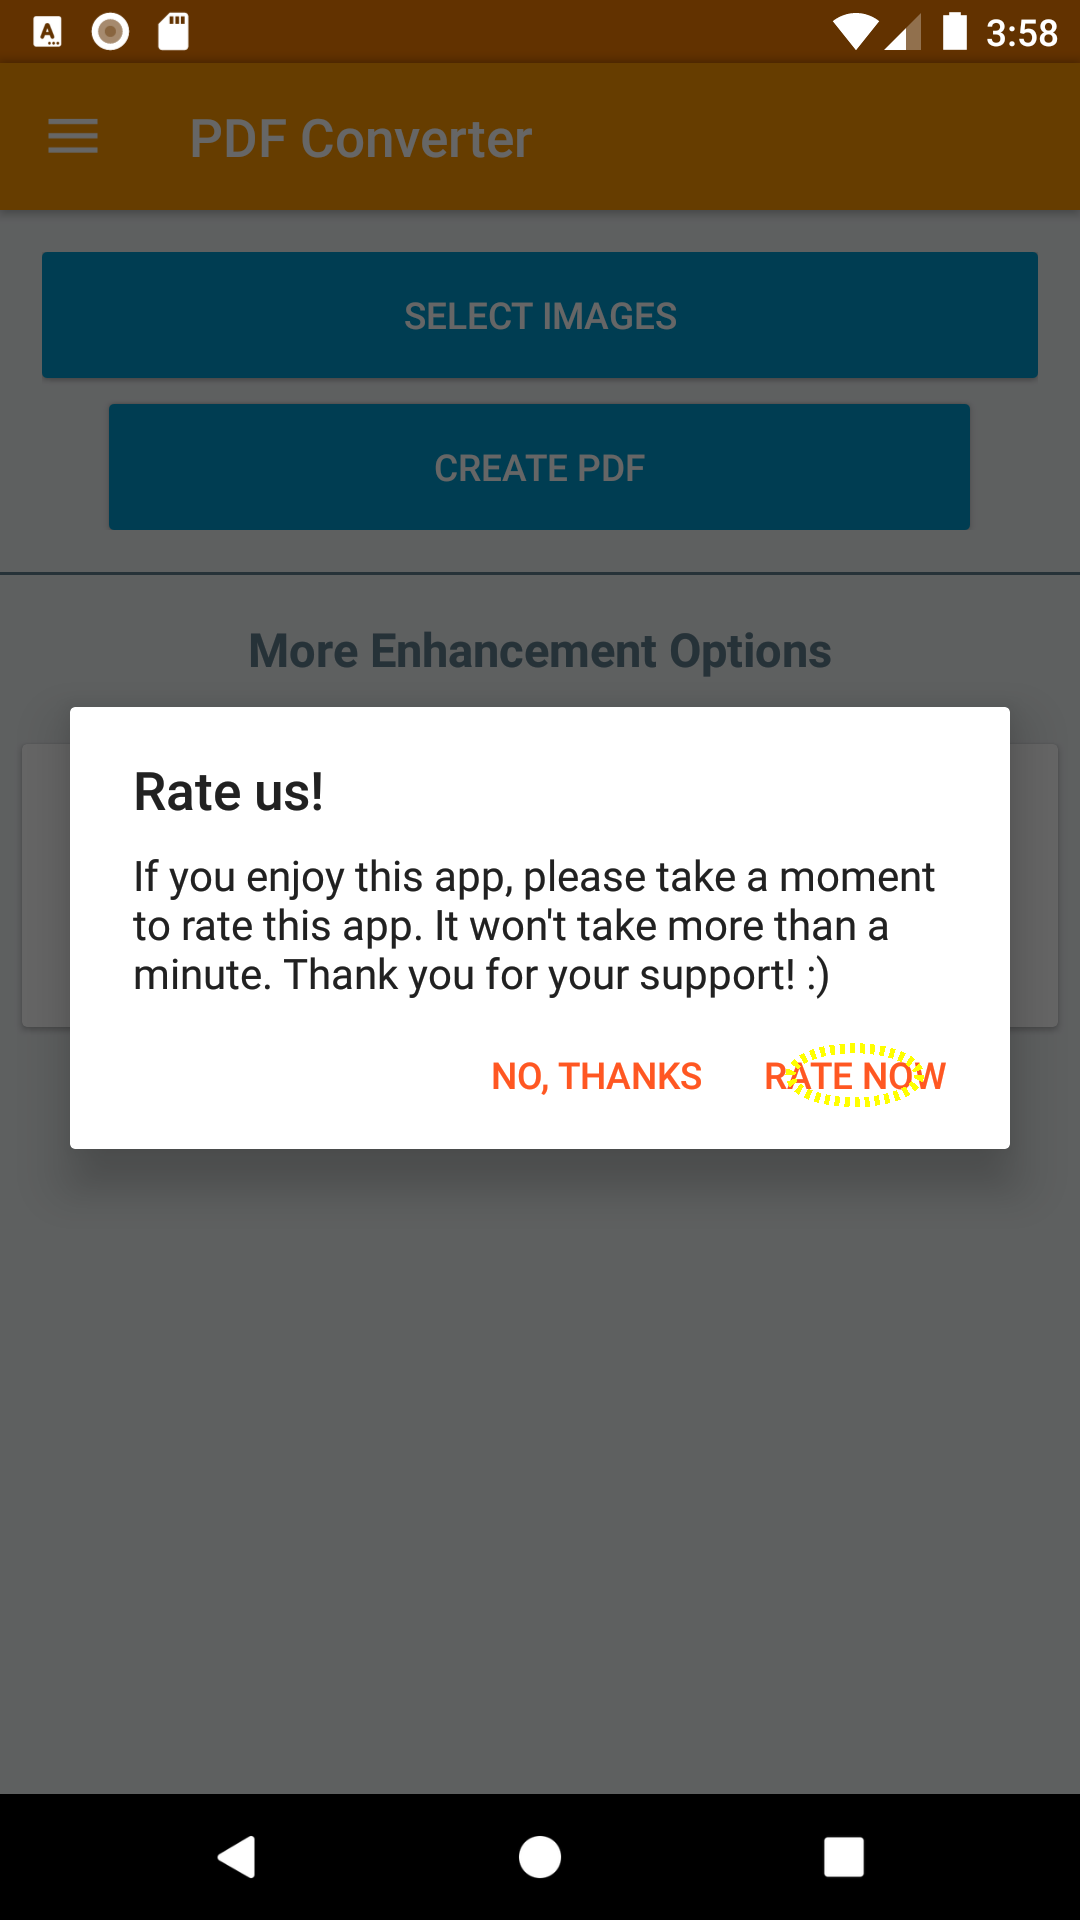 3:58
PDF Converter
SELECT IMAGES
CREATE PDF
More Enhancement Options
Rate us!
If you enjoy this app, please take a moment
to rate this app. It won't take more than a
minute. Thank you for your support! :)
NO, THANKS RATE NOW